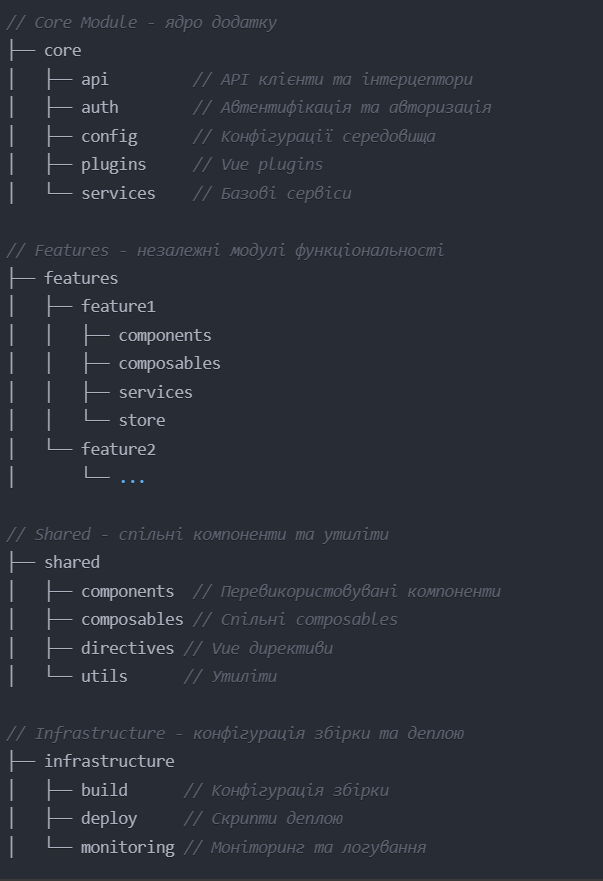 // Core Module - ядро додатку
├── core
│   ├── api         // API клієнти та інтерцептори
│   ├── auth        // Автентифікація та авторизація
│   ├── config      // Конфігурації середовища
│   ├── plugins     // Vue plugins
│   └── services    // Базові сервіси

// Features - незалежні модулі функціональності
├── features
│   ├── feature1
│   │   ├── components
│   │   ├── composables
│   │   ├── services
│   │   └── store
│   └── feature2
│       └── ...

// Shared - спільні компоненти та утиліти
├── shared
│   ├── components  // Перевикористовувані компоненти
│   ├── composables // Спільні composables
│   ├── directives // Vue директиви
│   └── utils      // Утиліти

// Infrastructure - конфігурація збірки та деплою
├── infrastructure
│   ├── build      // Конфігурація збірки
│   ├── deploy     // Скрипти деплою
│   └── monitoring // Моніторинг та логування